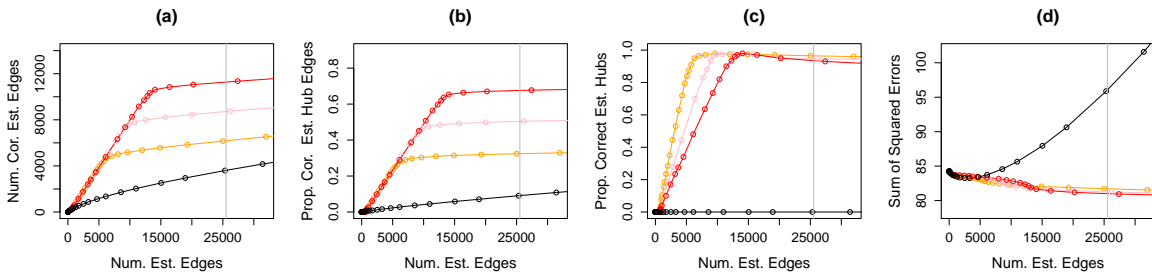 (a)
Num. Cor. Est. Edges
0 4000 8000 12000
0 5000 15000 25000
Num. Est. Edges
(b)
Prop. Cor. Est. Hub Edges
0.0 0.2 0.4 0.6 0.8
0 5000 15000 25000
Num. Est. Edges
(c)
Prop. Correct Est. Hubs
0.0 0.2 0.4 0.6 0.8 1.0
0 5000 15000 25000
Num. Est. Edges
(d)
Sum of Squared Errors
80 85 90 95 100
0 5000 15000 25000
Num. Est. Edges